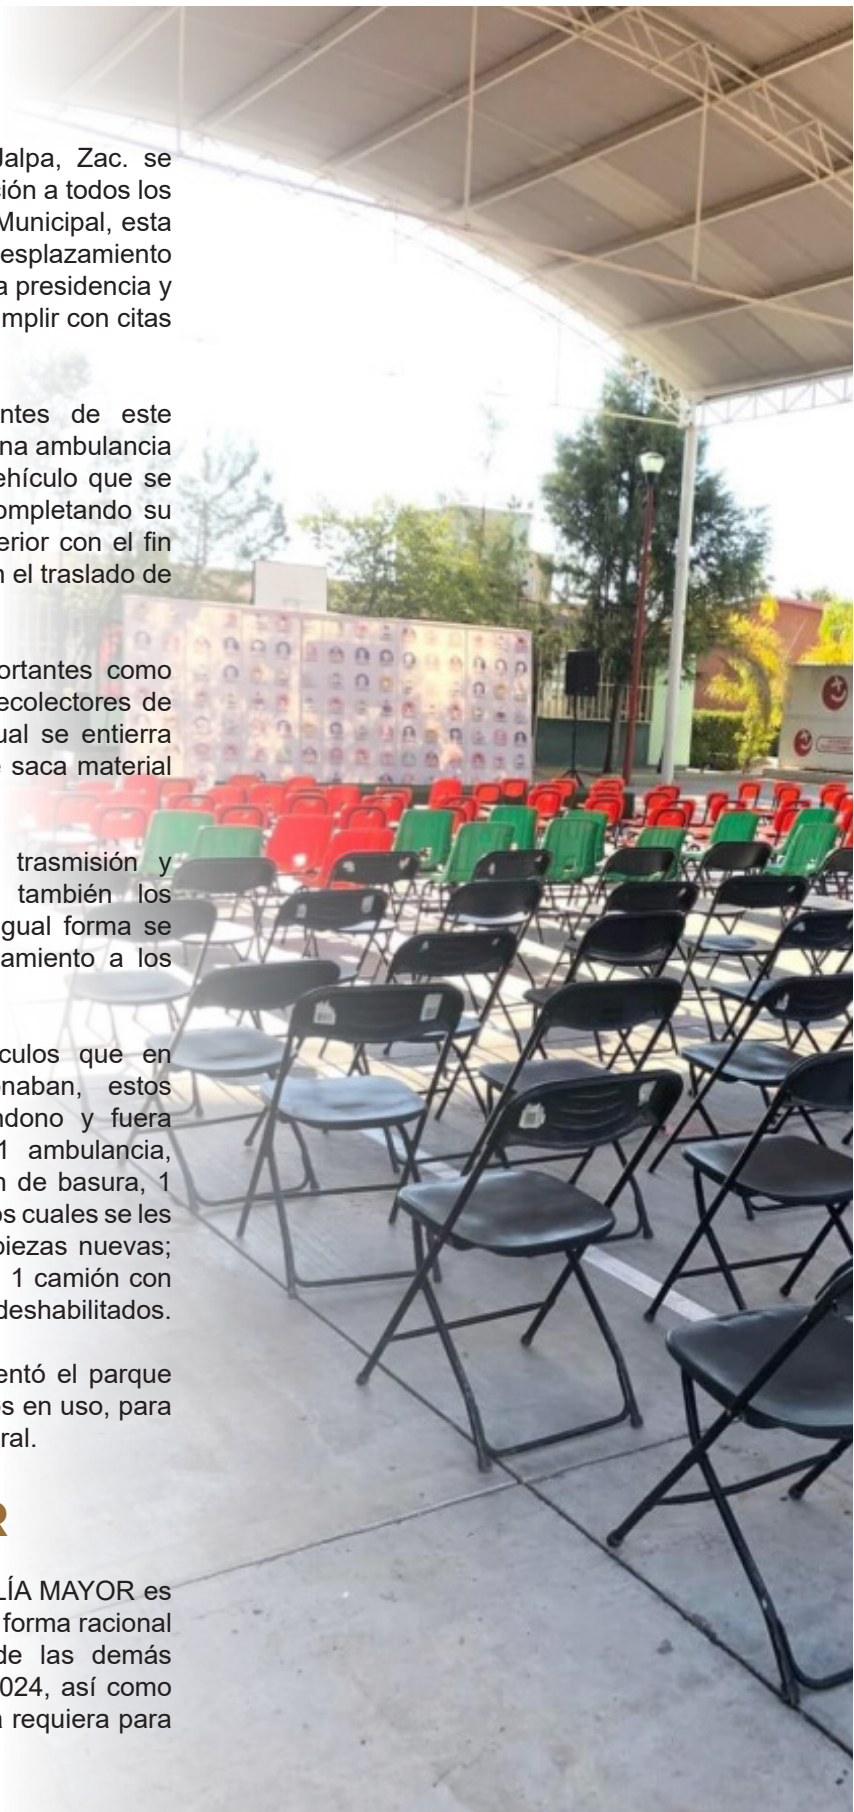 Jalpa, Zac. se
ción a todos los
Municipal, esta
esplazamiento
a presidencia y
mplir con citas
ntes de este
na ambulancia
ehículo que se
ompletando su
erior con el fin
n el traslado de
ortantes como
ecolectores de
ual se entierra
e saca material
trasmisión y
también los
gual forma se
amiento a los
culos que en
onaban, estos
ndono y fuera
1 ambulancia,
n de basura, 1
os cuales se les
piezas nuevas;
1 camión con
deshabilitados.
entó el parque
os en uso, para
ral.
R
LÍA MAYOR es
forma racional
de las demás
024, así como
a requiera para